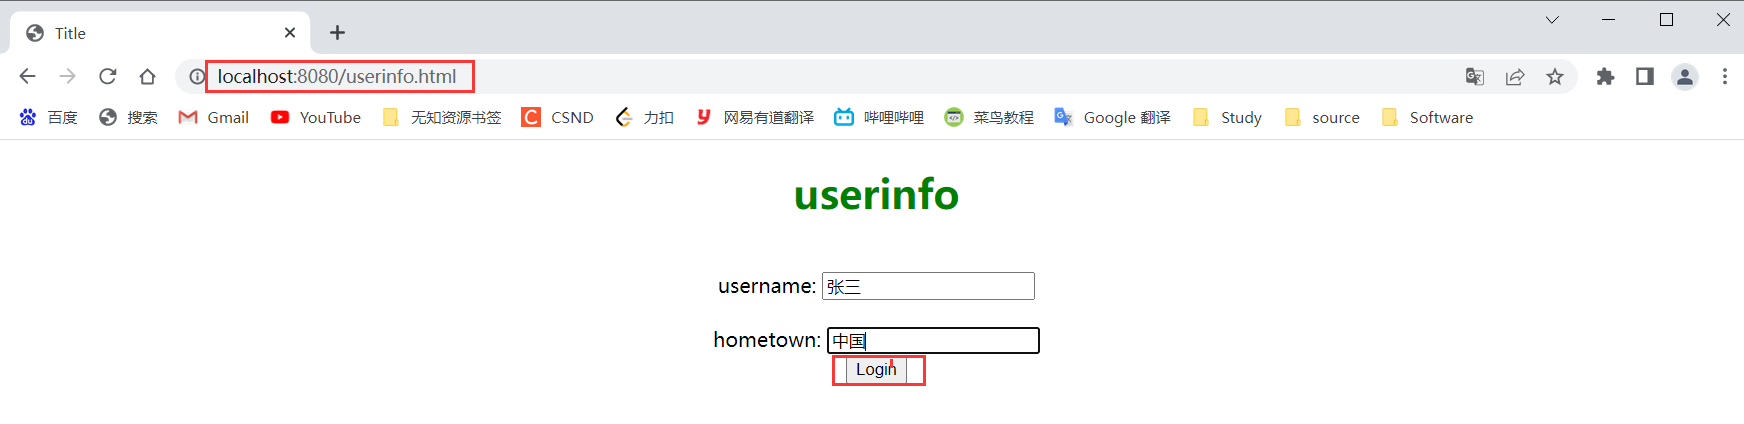 Title
localhost:8080/userinfo.html
百度 搜索 Gmail YouTube 无知资源书签 CSND 力扣 网易有道翻译 哔哩哔哩 菜鸟教程 Google 翻译 Study source Software
userinfo
username: 张三
hometown: 中国
Login